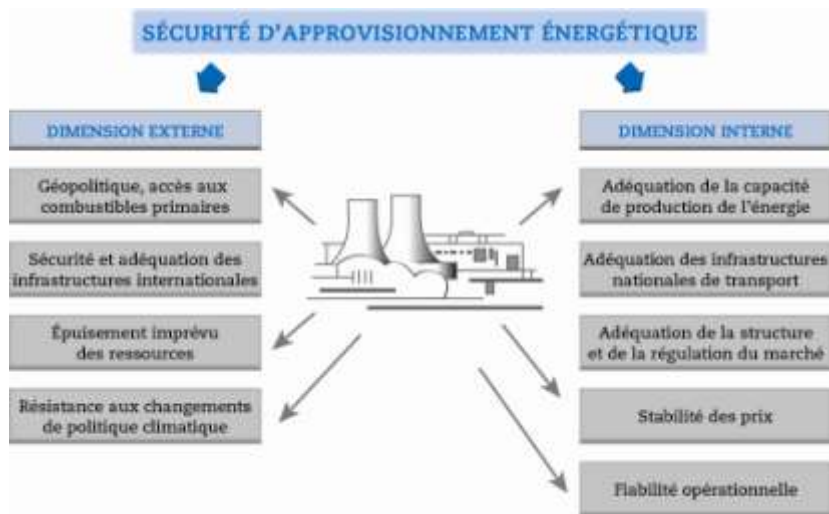 SÉCURITÉ D'APPROVISIONNEMENT ÉNERGÉTIQUE
DIMENSION EXTERNE
Géopolitique, accès aux
combustibles primaires
Sécurité et adéquation des
infrastructures internationales
Épuisement imprévu
des ressources
Résistance aux changements
de politique climatique
DIMENSION INTERNE
Adéquation de la capacité
de production de l'énergie
Adéquation des infrastructures
nationales de transport
Adéquation de la structure
et de la régulation du marché
Stabilité des prix
Fiabilité opérationnelle